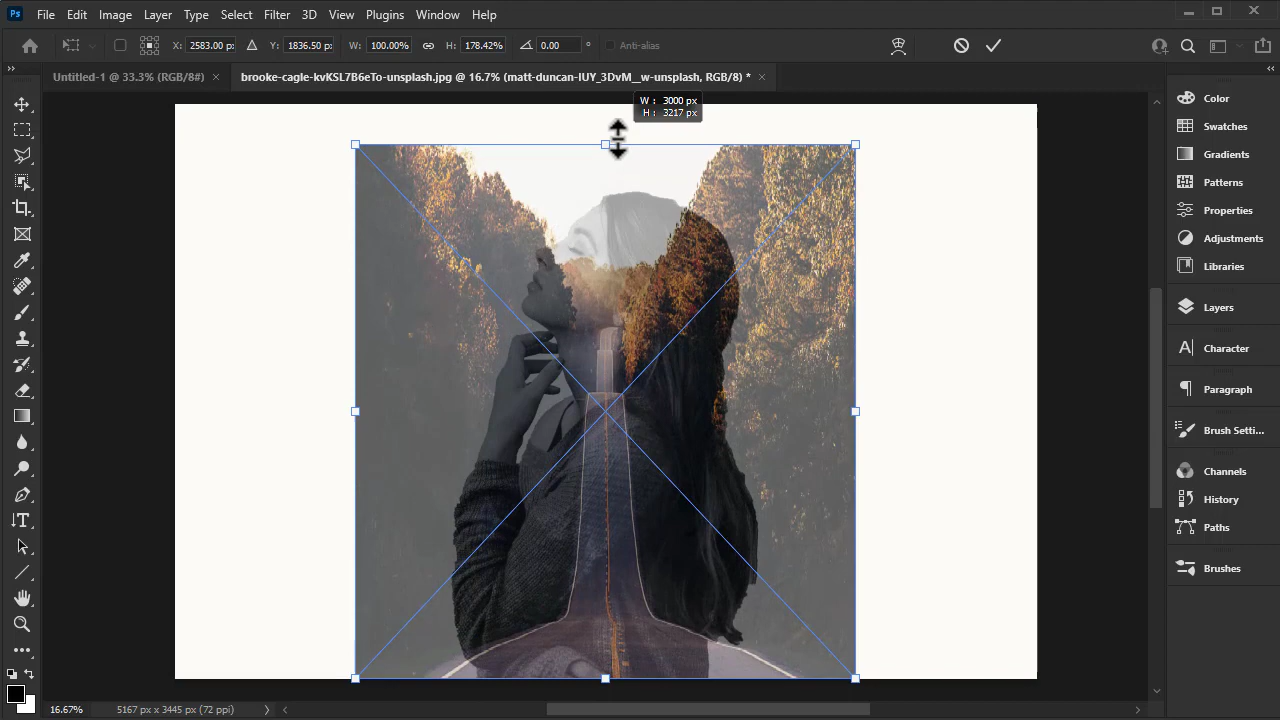 Ps File Edit Image Layer Type Select Filter 3D View Plugins Window Help
X: 2583.00 px Y: 1836.50 px W: 100.00% H: 178.42% 0.00 ° Anti-alias
Untitled-1 @ 33.3% (RGB/8#) × brooke-cagle-kvKSL7B6eTo-unsplash.jpg @ 16.7% (matt-duncan-IUY_3DvM__w-unsplash, RGB/8) * ×
W : 3000 px
H : 3217 px
Color
Swatches
Gradients
Patterns
Properties
Adjustments
Libraries
Layers
Character
Paragraph
Brush Setti...
Channels
History
Paths
Brushes
16.67% 5167 px x 3445 px (72 ppi)